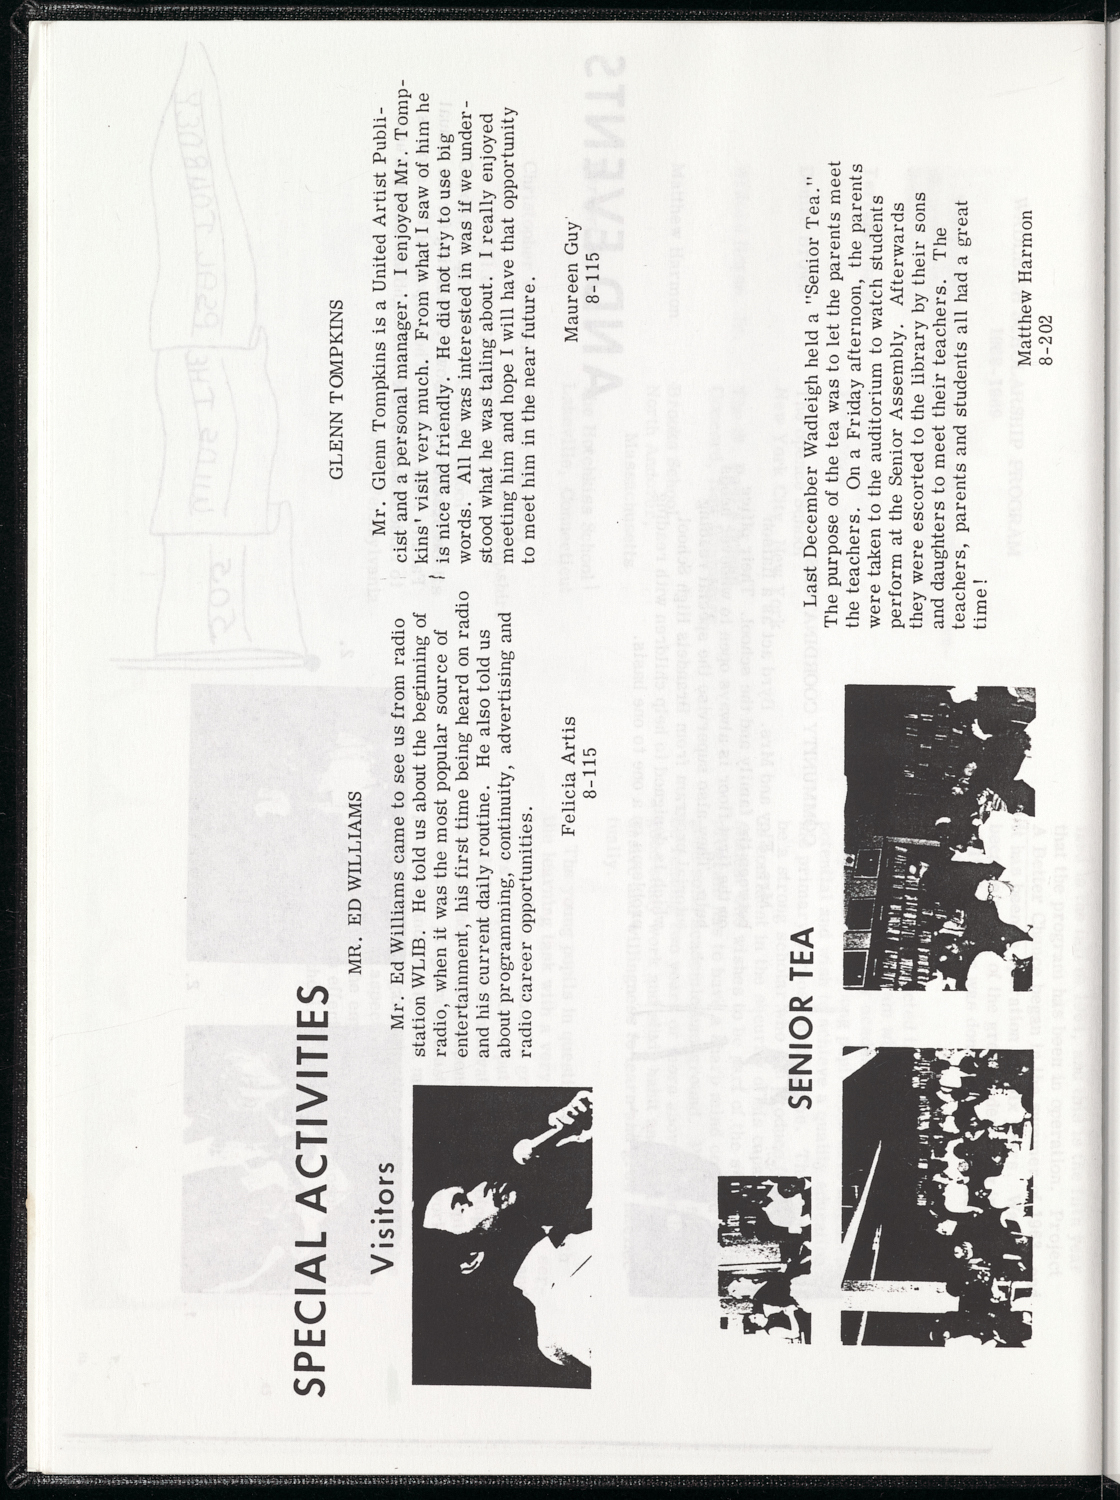 SPECIAL ACTIVITIES
Visitors
MR. ED WILLIAMS
Mr. Ed Williams came to see us from radio
station WLIB. He told us about the beginning of
radio, when it was the most popular source of
entertainment, his first time being heard on radio
and his current daily routine. He also told us
about programming, continuity, advertising and
radio career opportunities.
Felicia Artis
8-115
GLENN TOMPKINS
Mr. Glenn Tompkins is a United Artist Publi-
cist and a personal manager. I enjoyed Mr. Tomp-
kins' visit very much. From what I saw of him he
is nice and friendly. He did not try to use big
words. All he was interested in was if we under-
stood what he was taling about. I really enjoyed
meeting him and hope I will have that opportunity
to meet him in the near future.
Maureen Guy
8-115
SENIOR TEA
Last December Wadleigh held a "Senior Tea."
The purpose of the tea was to let the parents meet
the teachers. On a Friday afternoon, the parents
were taken to the auditorium to watch students
perform at the Senior Assembly. Afterwards
they were escorted to the library by their sons
and daughters to meet their teachers. The
teachers, parents and students all had a great
time!
Matthew Harmon
8-202